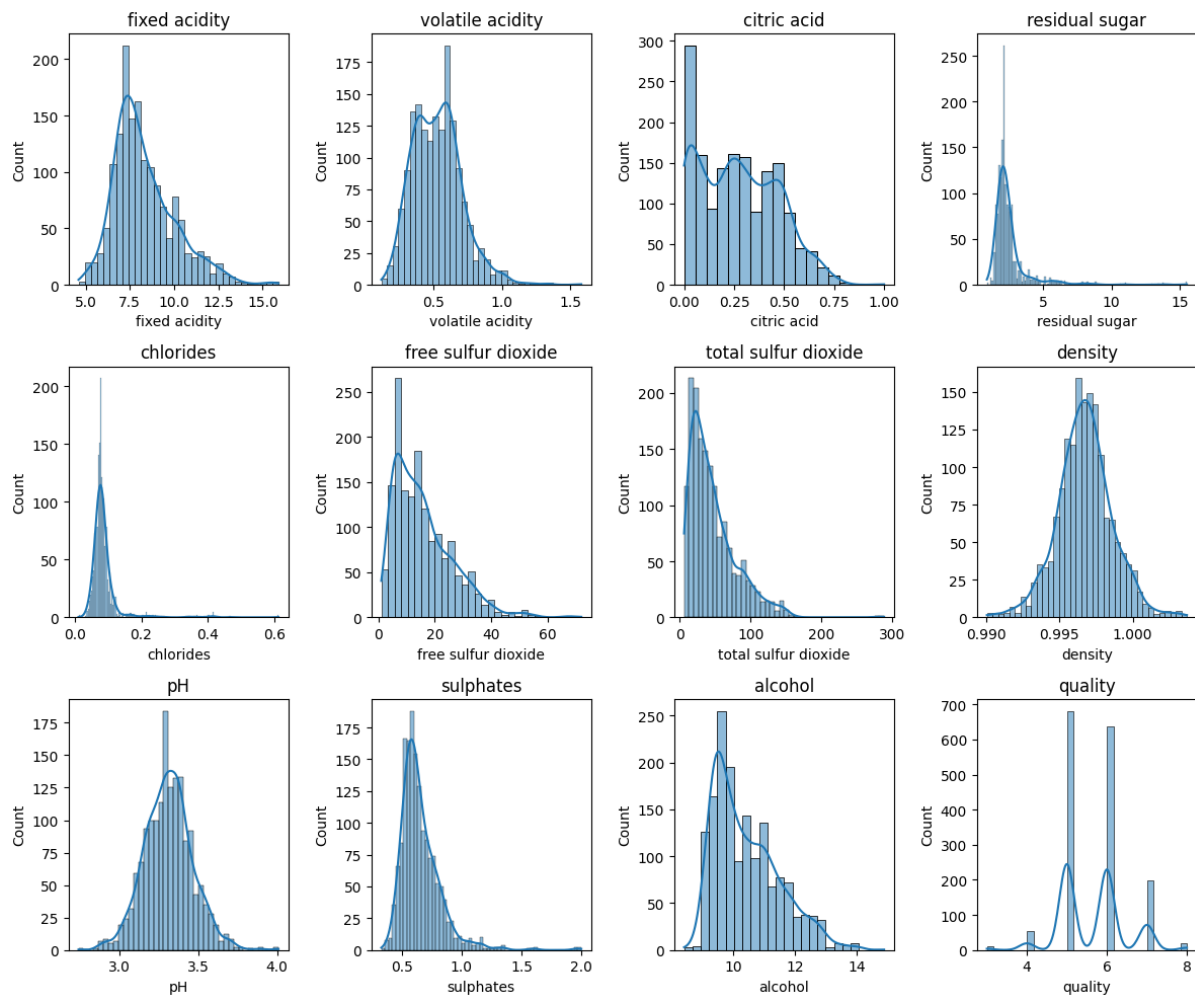 fixed acidity
volatile acidity
citric acid
residual sugar
Count
200
150
100
50
0
5.0 7.5 10.0 12.5 15.0
fixed acidity
Count
175
150
125
100
75
50
25
0
0.5 1.0 1.5
volatile acidity
Count
300
250
200
150
100
50
0
0.00 0.25 0.50 0.75 1.00
citric acid
Count
250
200
150
100
50
0
5 10 15
residual sugar
chlorides
free sulfur dioxide
total sulfur dioxide
density
Count
200
150
100
50
0
0.0 0.2 0.4 0.6
chlorides
Count
250
200
150
100
50
0
0 20 40 60
free sulfur dioxide
Count
200
150
100
50
0
0 100 200 300
total sulfur dioxide
Count
150
125
100
75
50
25
0
0.990 0.995 1.000
density
pH
sulphates
alcohol
quality
Count
175
150
125
100
75
50
25
0
3.0 3.5 4.0
pH
Count
175
150
125
100
75
50
25
0
0.5 1.0 1.5 2.0
sulphates
Count
250
200
150
100
50
0
10 12 14
alcohol
Count
700
600
500
400
300
200
100
0
4 6 8
quality